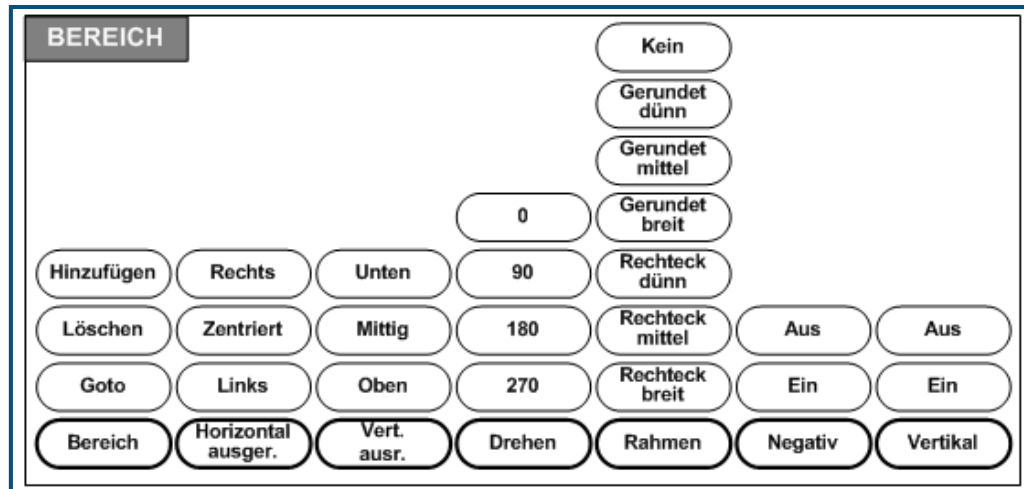 BEREICH
Kein
Gerundet
dünn
Gerundet
mittel
0
Gerundet
breit
Hinzufügen
Rechts
Unten
90
Rechteck
dünn
Löschen
Zentriert
Mittig
180
Rechteck
mittel
Aus
Aus
Goto
Links
Oben
270
Rechteck
breit
Ein
Ein
Bereich
Horizontal
ausger.
Vert.
ausr.
Drehen
Rahmen
Negativ
Vertikal